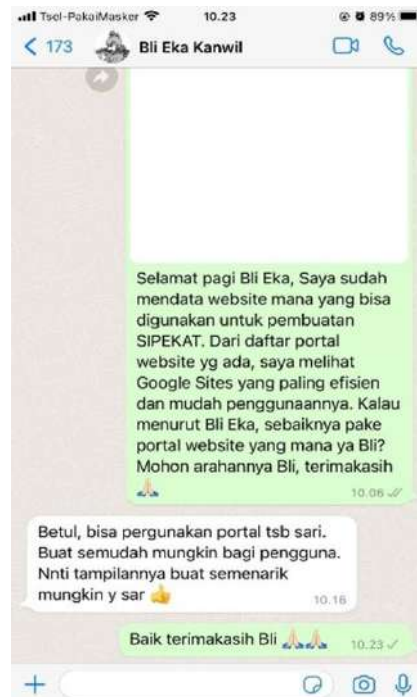 Tsel-PakaiMasker 10.23 89%
173 Bli Eka Kanwil
Selamat pagi Bli Eka, Saya sudah
mendata website mana yang bisa
digunakan untuk pembuatan
SIPEKAT. Dari daftar portal
website yg ada, saya melihat
Google Sites yang paling efisien
dan mudah penggunaannya. Kalau
menurut Bli Eka, sebaiknya pake
portal website yang mana ya Bli?
Mohon arahannya Bli, terimakasih
🙏🏻 10.06
Betul, bisa pergunakan portal tsb sari.
Buat semudah mungkin bagi pengguna.
Nnti tampilannya buat semenarik
mungkin y sar 👍 10.16
Baik terimakasih Bli 🙏🏻🙏🏻 10.23